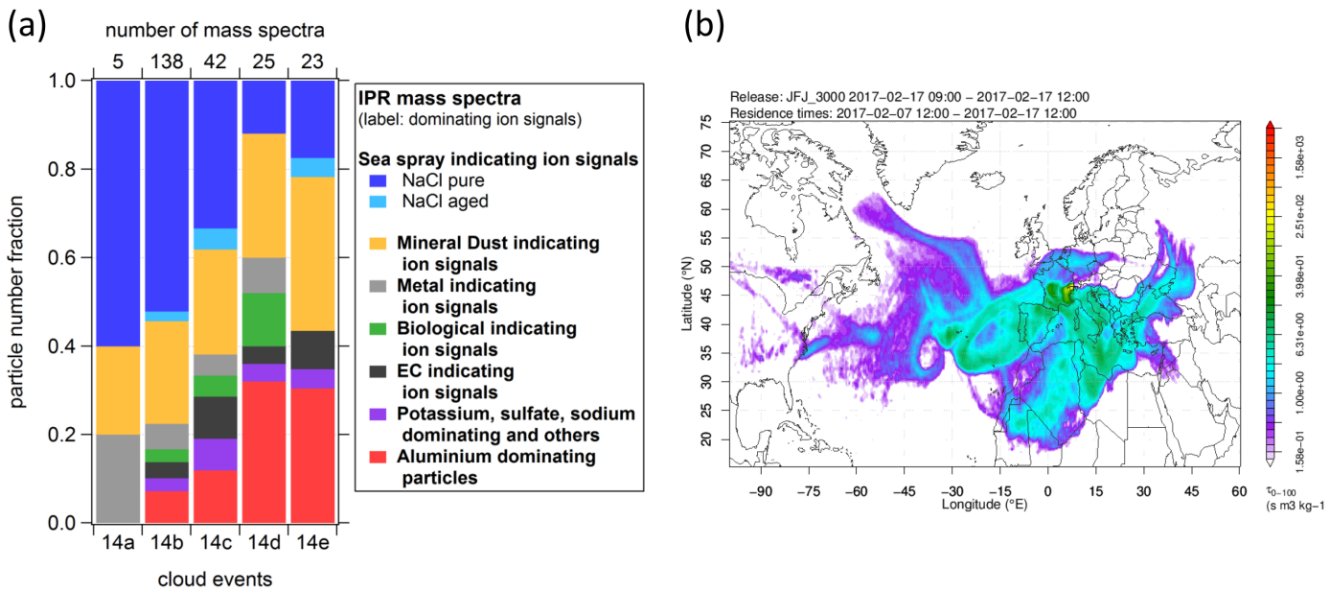 (a)
number of mass spectra
5 138 42 25 23
1.0
0.8
0.6
0.4
0.2
0.0
particle number fraction
14a 14b 14c 14d 14e
cloud events
IPR mass spectra
(label: dominating ion signals)
Sea spray indicating ion signals
NaCl pure
NaCl aged
Mineral Dust indicating
ion signals
Metal indicating
ion signals
Biological indicating
ion signals
EC indicating
ion signals
Potassium, sulfate, sodium
dominating and others
Aluminium dominating
particles
(b)
Release: JFJ_3000 2017-02-17 09:00 - 2017-02-17 12:00
Residence times: 2017-02-07 12:00 - 2017-02-17 12:00
75
70
65
60
55
50
45
40
35
30
25
20
Latitude (°N)
−90 −75 −60 −45 −30 −15 0 15 30 45 60
Longitude (°E)
1.58e+03
2.51e+02
3.98e+01
6.31e+00
1.00e+00
1.58e−01
τ0−100
(s m3 kg−1